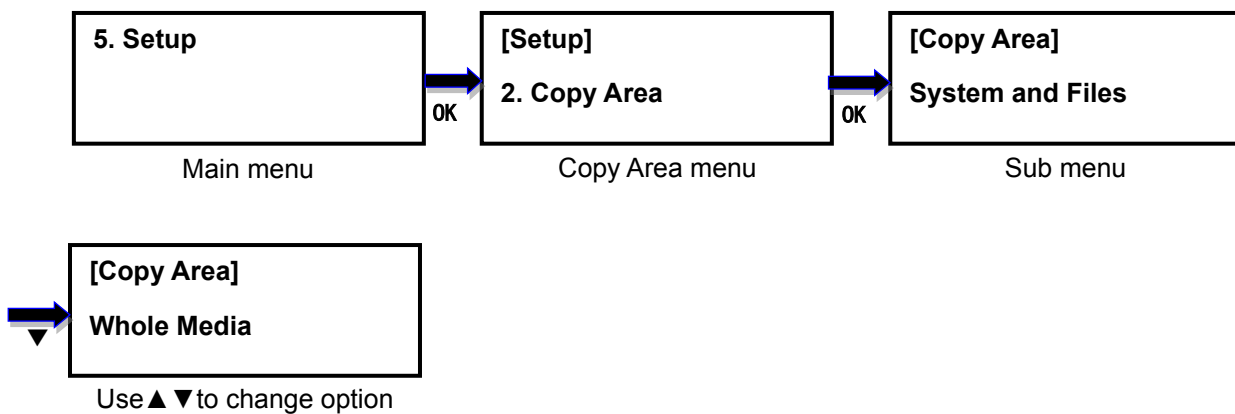 5. Setup
[Setup]
2. Copy Area
[Copy Area]
System and Files
OK
OK
Main menu
Copy Area menu
Sub menu
[Copy Area]
Whole Media
▼
Use▲ ▼to change option